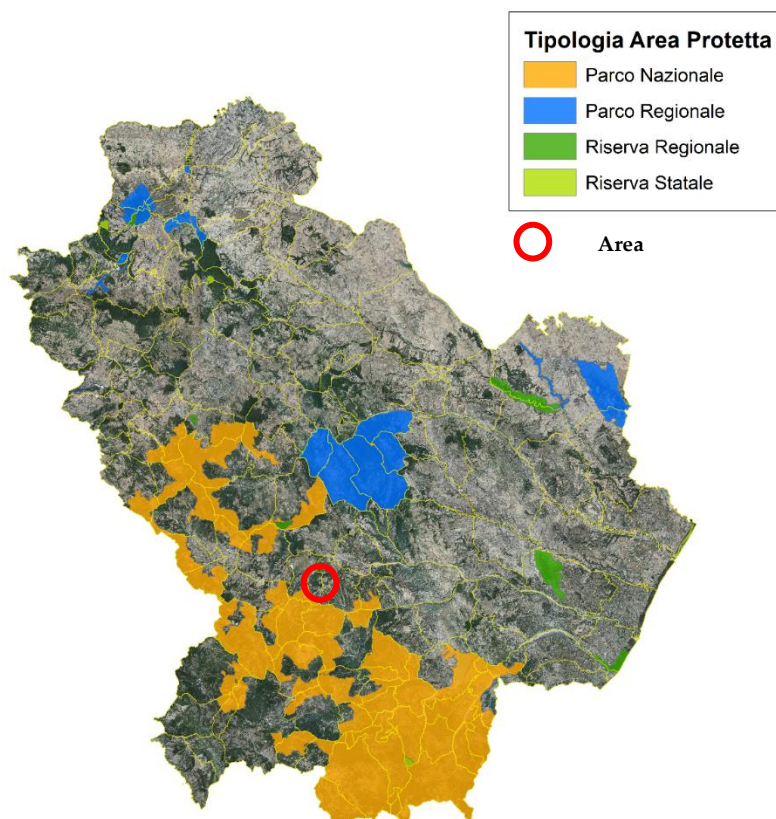 Tipologia Area Protetta
Parco Nazionale
Parco Regionale
Riserva Regionale
Riserva Statale
Area